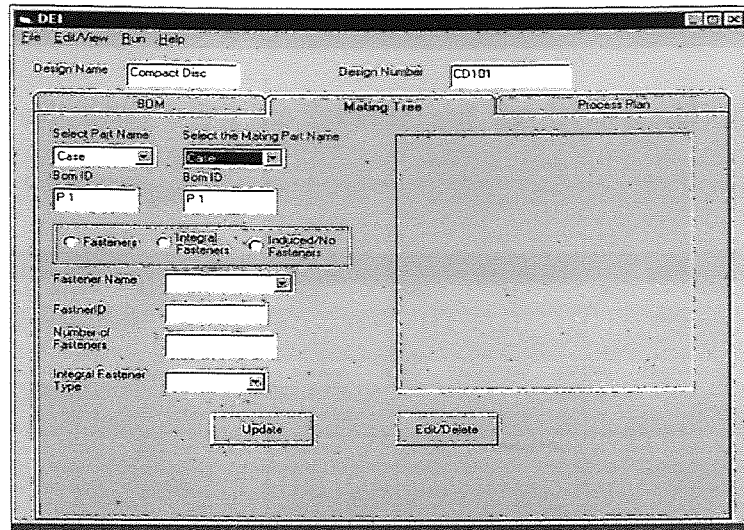 DEI
File Edit/View Run Help
Design Name Compact Disc Design Number CD101
BOM Mating Tree Process Plan
Select Part Name Select the Mating Part Name
Case Case
Bom ID Bom ID
P 1 P 1
Fasteners Integral Fasteners Induced/No Fasteners
Fastener Name
FastnerID
Number of
Fasteners
Integral Fastener
Type
Update Edit/Delete